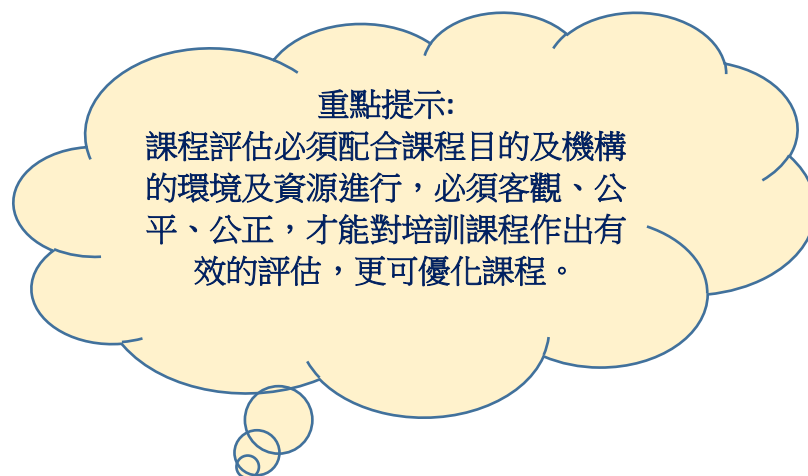 重點提示:
課程評估必須配合課程目的及機構
的環境及資源進行，必須客觀、公
平、公正，才能對培訓課程作出有
效的評估，更可優化課程。